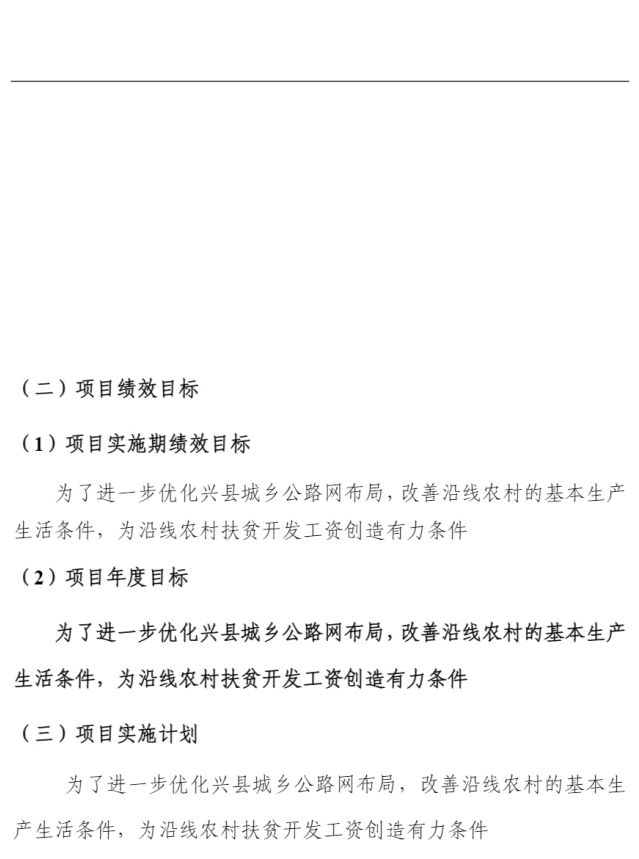 （二）项目绩效目标
（1）项目实施期绩效目标
为了进一步优化兴县城乡公路网布局，改善沿线农村的基本生产
生活条件，为沿线农村扶贫开发工资创造有力条件
（2）项目年度目标
为了进一步优化兴县城乡公路网布局，改善沿线农村的基本生产
生活条件，为沿线农村扶贫开发工资创造有力条件
（三）项目实施计划
为了进一步优化兴县城乡公路网布局，改善沿线农村的基本生
产生活条件，为沿线农村扶贫开发工资创造有力条件